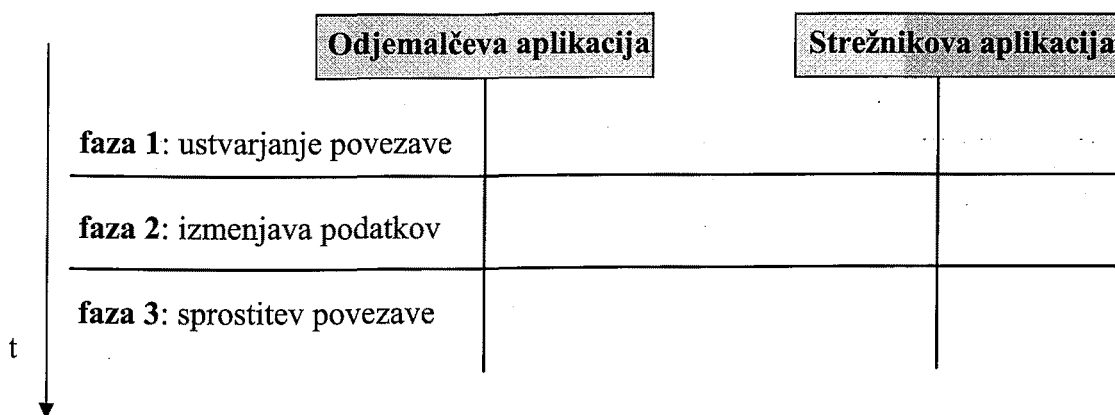 Odjemalčeva aplikacija
Strežnikova aplikacija
faza 1: ustvarjanje povezave
faza 2: izmenjava podatkov
faza 3: sprostitev povezave
t